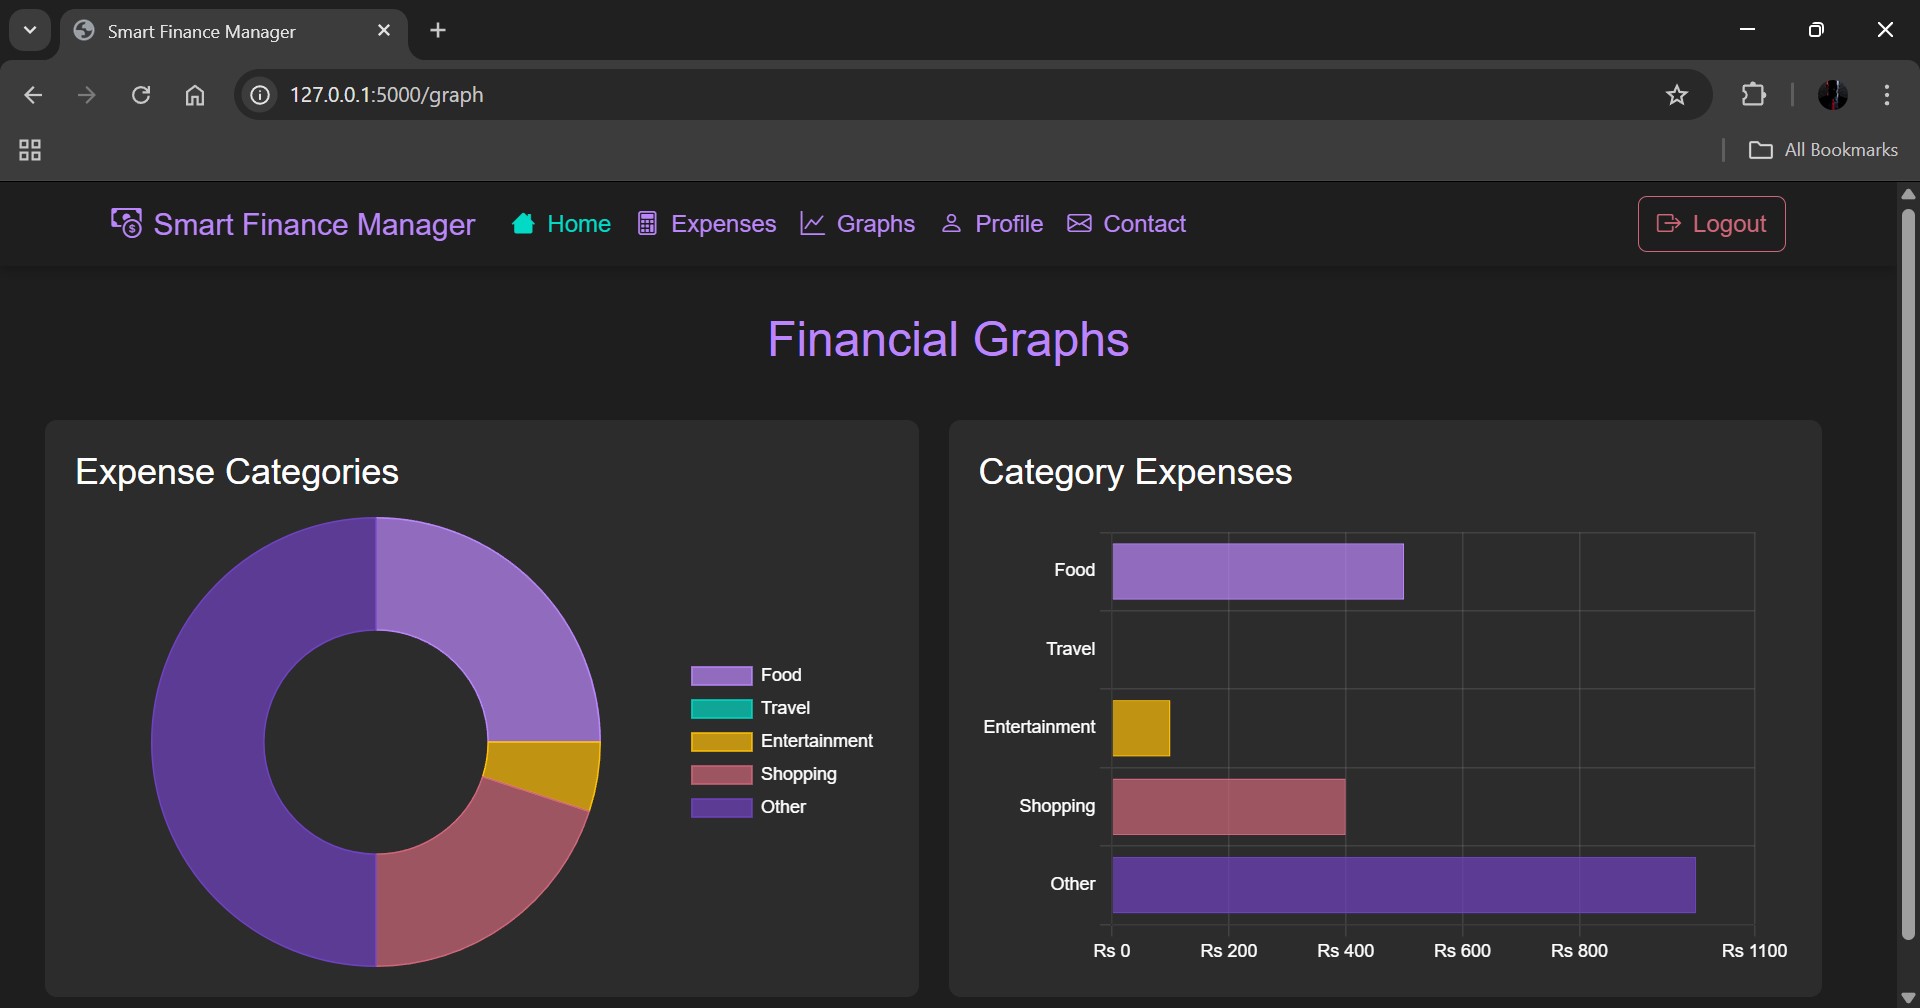 Smart Finance Manager
127.0.0.1:5000/graph
All Bookmarks
Smart Finance Manager Home Expenses Graphs Profile Contact Logout
Financial Graphs
Expense Categories
Food
Travel
Entertainment
Shopping
Other
Category Expenses
Food
Travel
Entertainment
Shopping
Other
Rs 0 Rs 200 Rs 400 Rs 600 Rs 800 Rs 1100